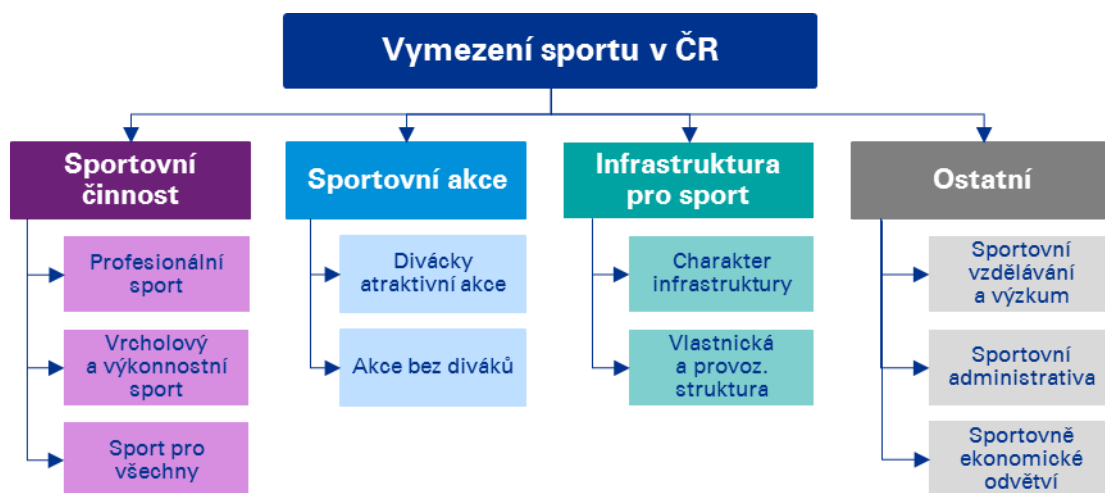 Vymezení sportu v ČR
Sportovní
činnost
Profesionální
sport
Vrcholový
a výkonnostní
sport
Sport pro
všechny
Sportovní akce
Divácky
atraktivní akce
Akce bez diváků
Infrastruktura
pro sport
Charakter
infrastruktury
Vlastnická
a provoz.
struktura
Ostatní
Sportovní
vzdělávání
a výzkum
Sportovní
administrativa
Sportovně
ekonomické
odvětví